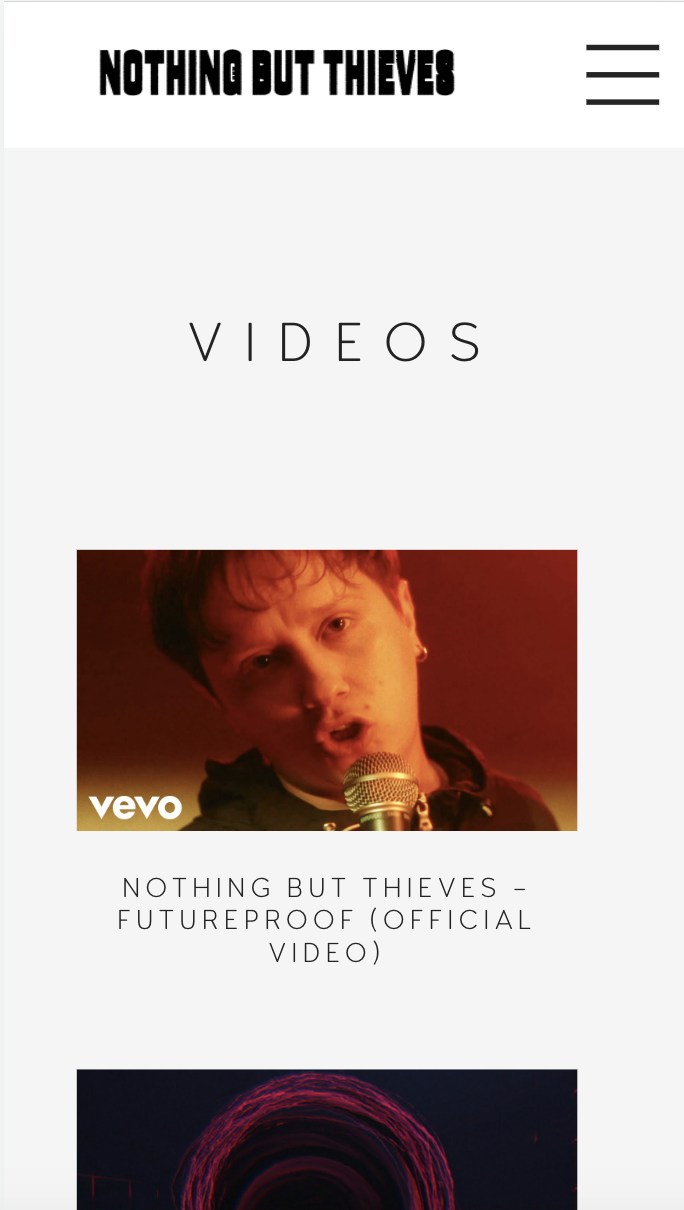 NOTHING BUT THIEVES
VIDEOS
vevo
NOTHING BUT THIEVES –
FUTUREPROOF (OFFICIAL
VIDEO)